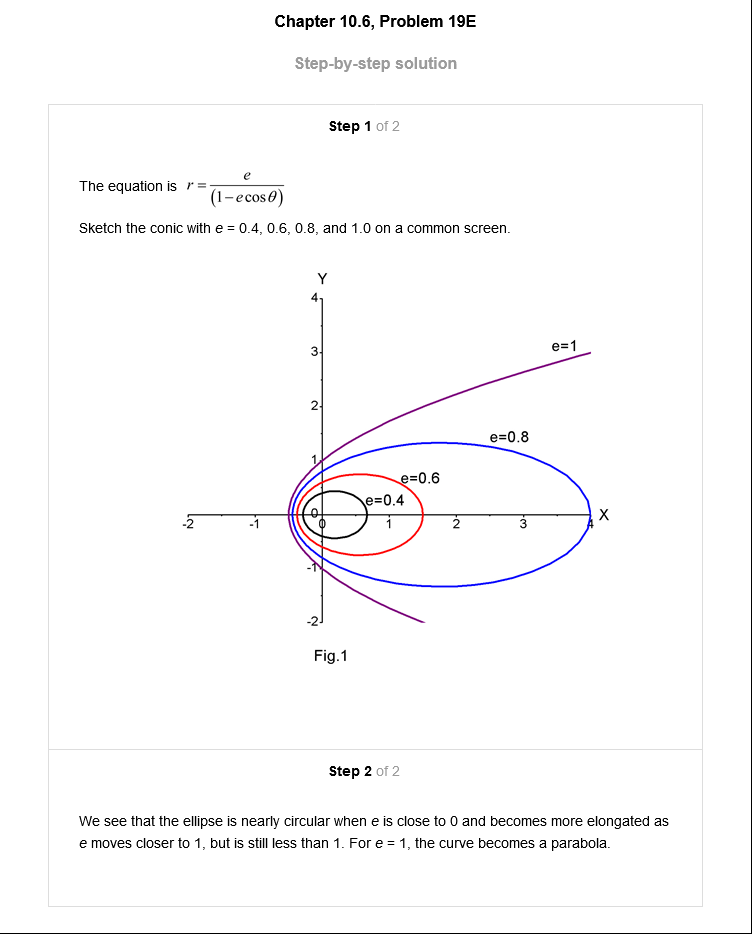 Chapter 10.6, Problem 19E
Step-by-step solution
Step 1 of 2
The equation is r = e/(1−e cos θ)
Sketch the conic with e = 0.4, 0.6, 0.8, and 1.0 on a common screen.
Y
4
e=1
3
2
e=0.8
1
e=0.6
e=0.4
0
X
-2 -1 0 1 2 3 4
-1
-2
Fig.1
Step 2 of 2
We see that the ellipse is nearly circular when e is close to 0 and becomes more elongated as
e moves closer to 1, but is still less than 1. For e = 1, the curve becomes a parabola.